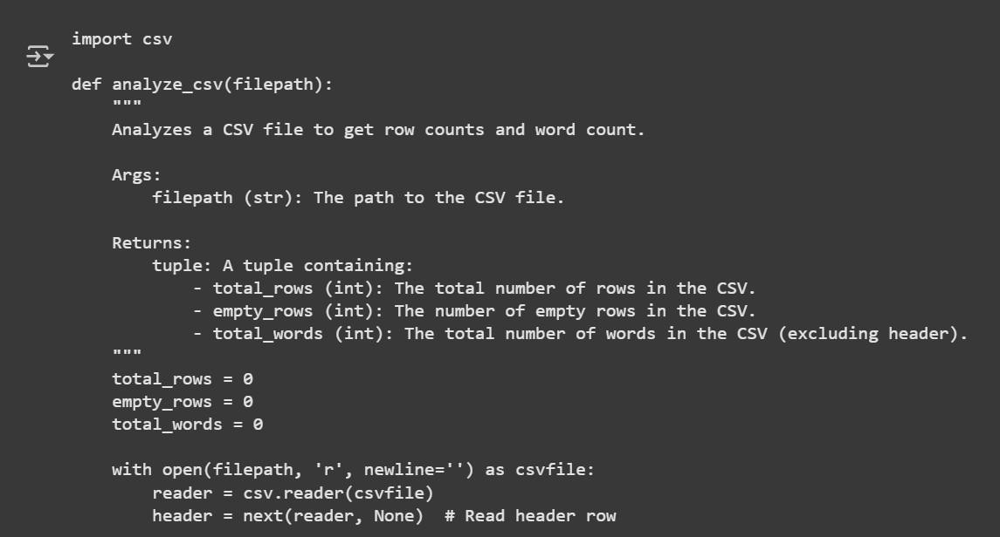 import csv
def analyze_csv(filepath):
"""
Analyzes a CSV file to get row counts and word count.
Args:
filepath (str): The path to the CSV file.
Returns:
tuple: A tuple containing:
- total_rows (int): The total number of rows in the CSV.
- empty_rows (int): The number of empty rows in the CSV.
- total_words (int): The total number of words in the CSV (excluding header).
"""
total_rows = 0
empty_rows = 0
total_words = 0
with open(filepath, 'r', newline='') as csvfile:
reader = csv.reader(csvfile)
header = next(reader, None)  # Read header row